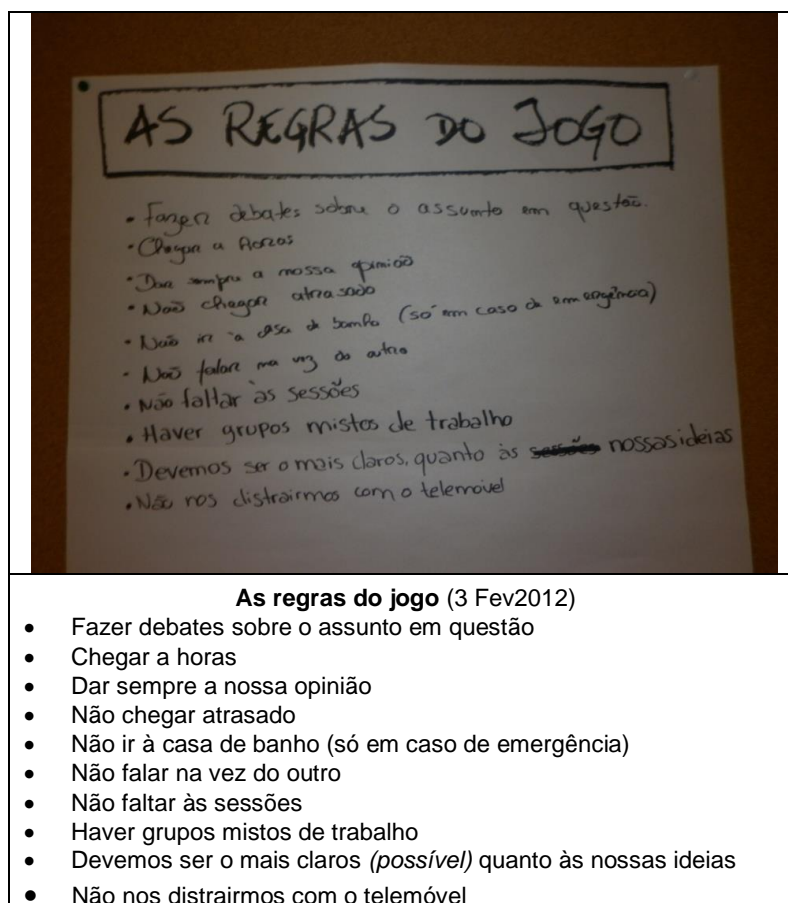 AS REGRAS DO JOGO
• Fazer debates sobre o assunto em questão.
• Chegar a horas
• Dar sempre a nossa opinião
• Não chegar atrasado
• Não ir à casa de banho (só em caso de emergência)
• Não falar na vez do outro
• Não faltar às sessões
• Haver grupos mistos de trabalho
• Devemos ser o mais claros, quanto às sessões nossas ideias
• Não nos distrairmos com o telemóvel
As regras do jogo (3 Fev2012)
• Fazer debates sobre o assunto em questão
• Chegar a horas
• Dar sempre a nossa opinião
• Não chegar atrasado
• Não ir à casa de banho (só em caso de emergência)
• Não falar na vez do outro
• Não faltar às sessões
• Haver grupos mistos de trabalho
• Devemos ser o mais claros (possível) quanto às nossas ideias
• Não nos distrairmos com o telemóvel